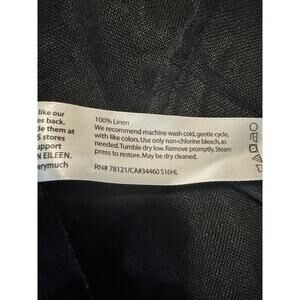 like our
es back.
de them at
S stores
upport
N EILEEN.
erymuch
100% Linen
We recommend machine wash cold, gentle cycle,
with like colors. Use only non-chlorine bleach, as
needed. Tumble dry low. Remove promptly. Steam
press to restore. May be dry cleaned.
RN# 78121/CA#34460 S16HL